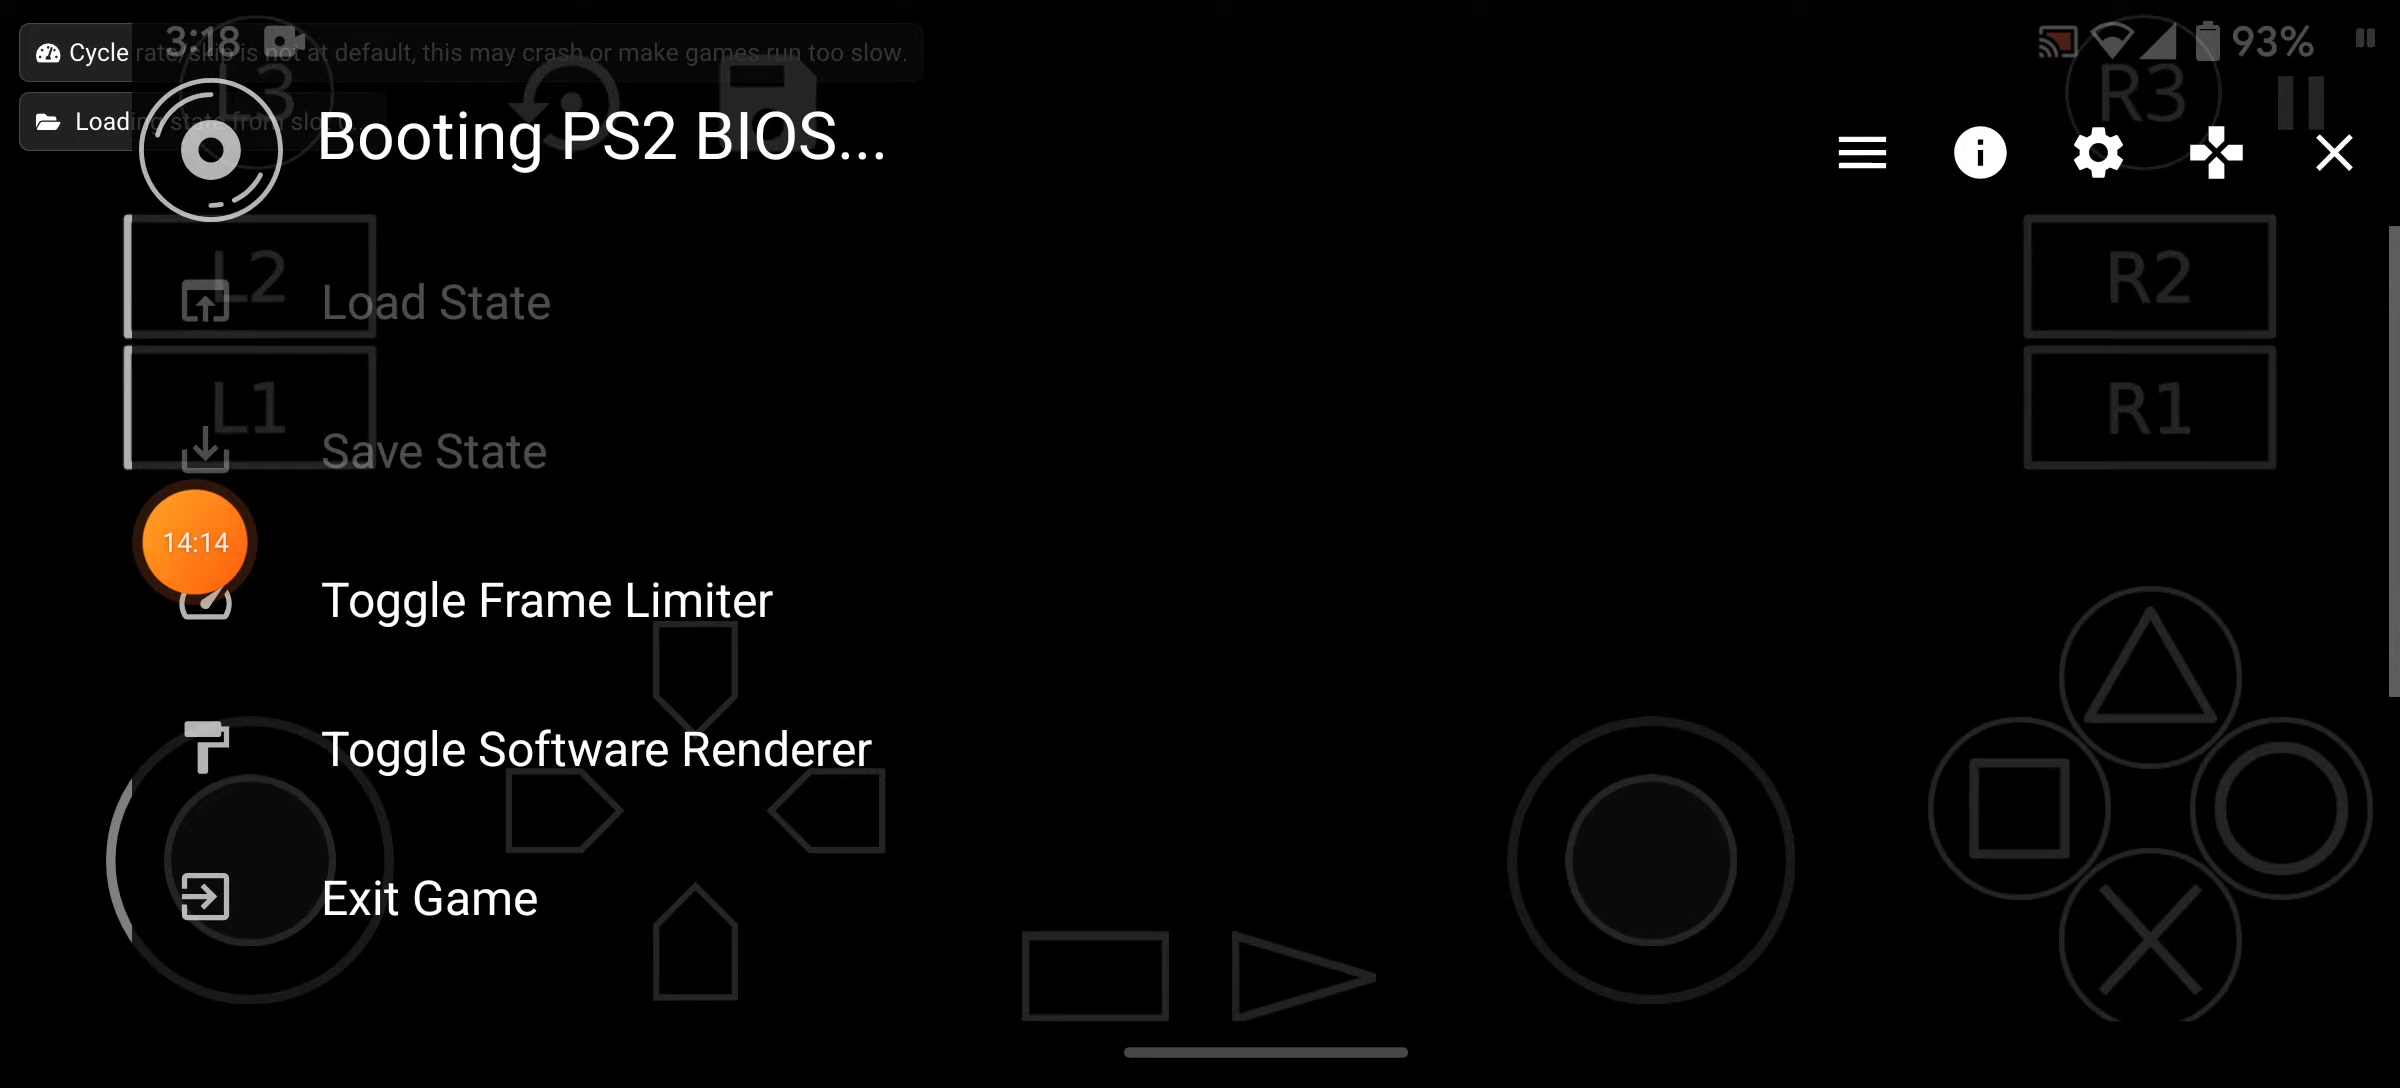 3:18
93%
Cycle rate/skip is not at default, this may crash or make games run too slow.
Loading state from slo
L3
R3
Booting PS2 BIOS...
L2
R2
Load State
L1
R1
Save State
14:14
Toggle Frame Limiter
Toggle Software Renderer
Exit Game